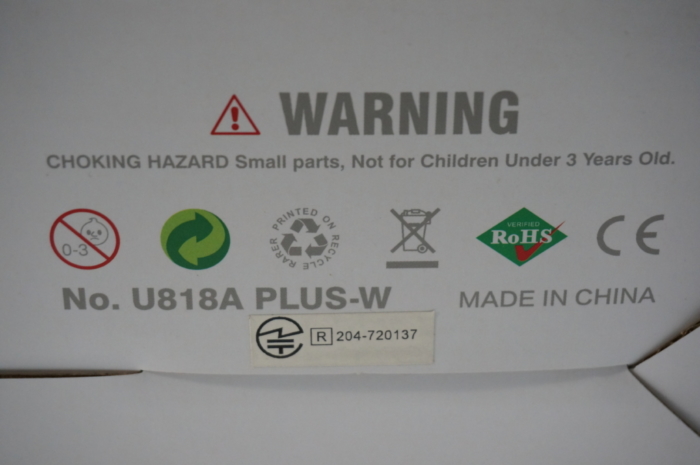 WARNING
CHOKING HAZARD Small parts, Not for Children Under 3 Years Old.
0-3
PRINTED ON RECYCLE RARER
VERIFIED
RoHS
CE
No. U818A PLUS-W
MADE IN CHINA
R 204-720137